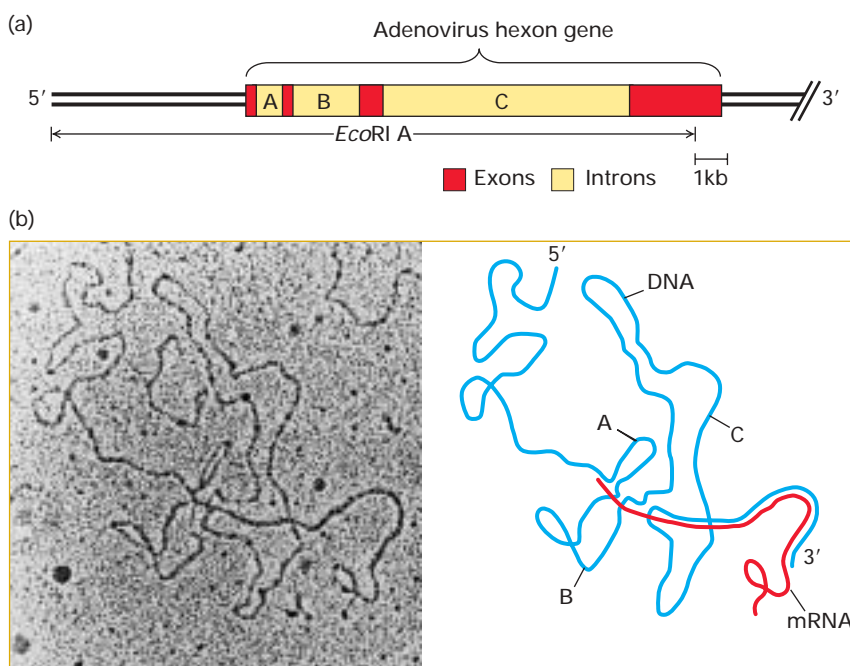 (a)
Adenovirus hexon gene
5′ A B C 3′
EcoRI A
1kb
Exons Introns
(b)
5′
DNA
A
C
3′
B
mRNA